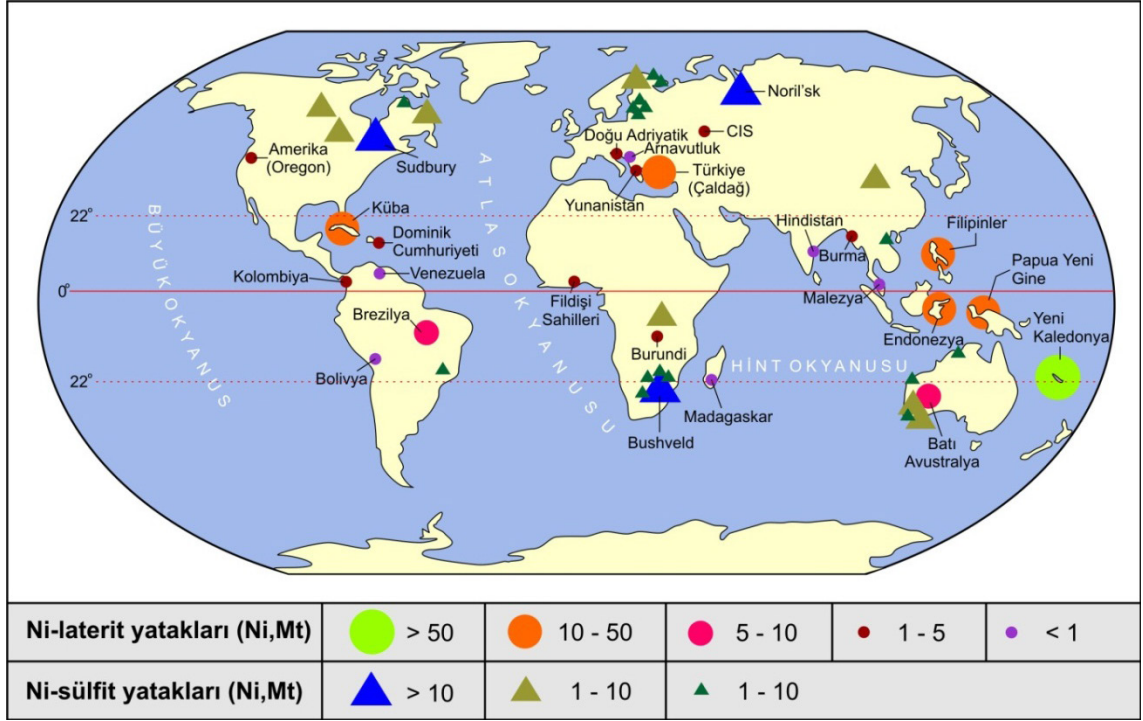 Noril'sk
Doğu Adriyatik
CIS
Arnavutluk
Amerika
(Oregon)
Sudbury
Türkiye
(Çaldağ)
Yunanistan
ATLAS OKYANUSU
BÜYÜK OKYANUS
22°
Küba
Hindistan
Filipinler
Dominik
Cumhuriyeti
Burma
Kolombiya
Venezuela
Papua Yeni
Gine
0°
Fildişi
Sahilleri
Malezya
Brezilya
Endonezya
Yeni
Kaledonya
Burundi
HİNT OKYANUSU
Bolivya
22°
Madagaskar
Bushveld
Batı
Avustralya
Ni-laterit yatakları (Ni,Mt) > 50 10 - 50 5 - 10 1 - 5 < 1
Ni-sülfit yatakları (Ni,Mt) > 10 1 - 10 1 - 10